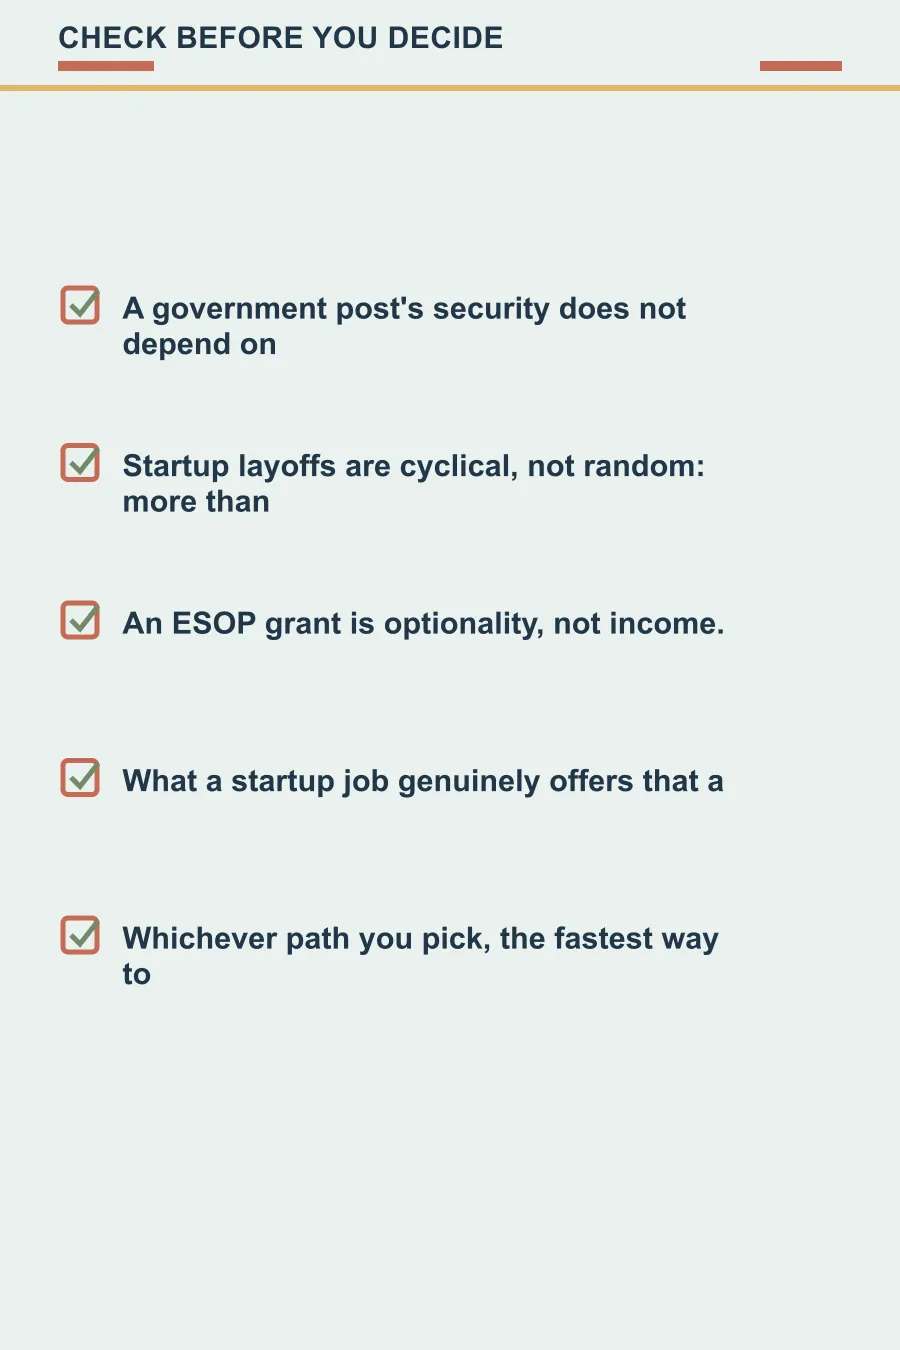 CHECK BEFORE YOU DECIDE
A government post's security does not
depend on
Startup layoffs are cyclical, not random:
more than
An ESOP grant is optionality, not income.
What a startup job genuinely offers that a
Whichever path you pick, the fastest way
to